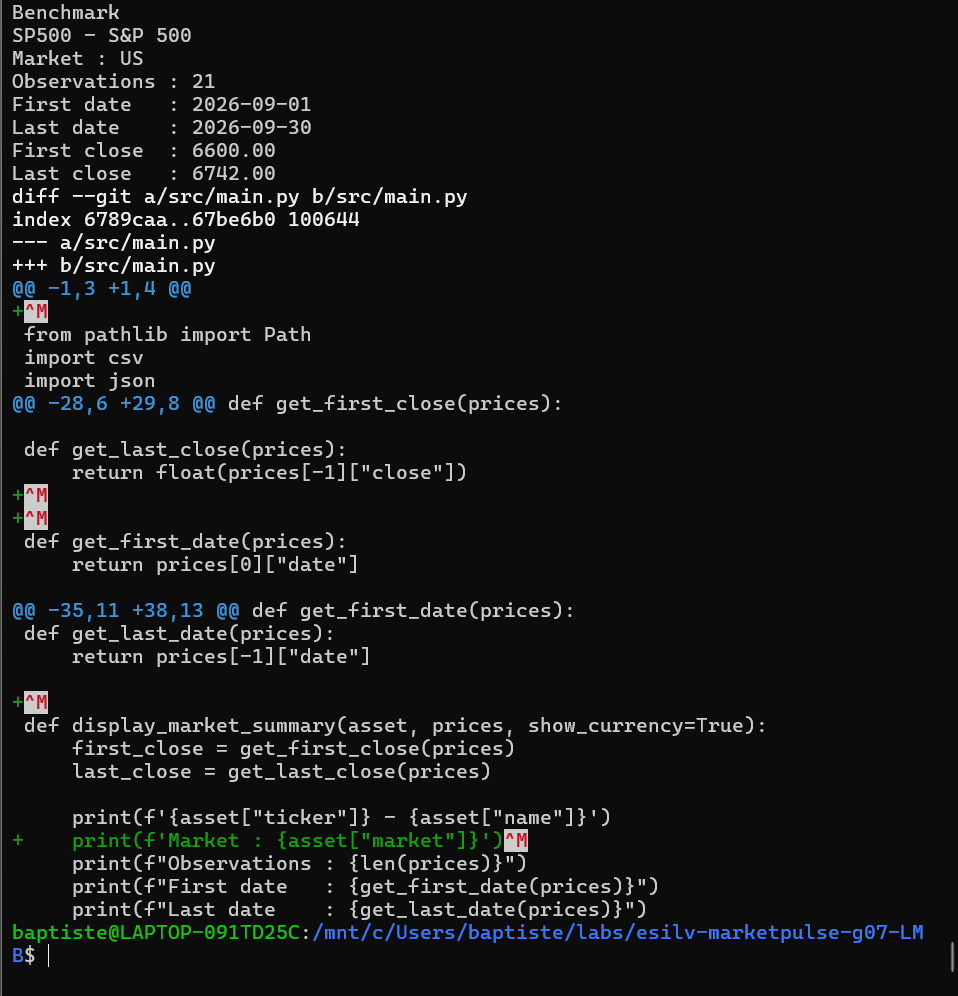 Benchmark
SP500 - S&P 500
Market : US
Observations : 21
First date   : 2026-09-01
Last date    : 2026-09-30
First close  : 6600.00
Last close   : 6742.00
diff --git a/src/main.py b/src/main.py
index 6789caa..67be6b0 100644
--- a/src/main.py
+++ b/src/main.py
@@ -1,3 +1,4 @@
+^M
 from pathlib import Path
 import csv
 import json
@@ -28,6 +29,8 @@ def get_first_close(prices):

 def get_last_close(prices):
     return float(prices[-1]["close"])
+^M
+^M
 def get_first_date(prices):
     return prices[0]["date"]

@@ -35,11 +38,13 @@ def get_first_date(prices):
 def get_last_date(prices):
     return prices[-1]["date"]

+^M
 def display_market_summary(asset, prices, show_currency=True):
     first_close = get_first_close(prices)
     last_close = get_last_close(prices)

     print(f'{asset["ticker"]} - {asset["name"]}')
+    print(f'Market : {asset["market"]}')^M
     print(f"Observations : {len(prices)}")
     print(f"First date   : {get_first_date(prices)}")
     print(f"Last date    : {get_last_date(prices)}")
baptiste@LAPTOP-091TD25C:/mnt/c/Users/baptiste/labs/esilv-marketpulse-g07-LM
B$